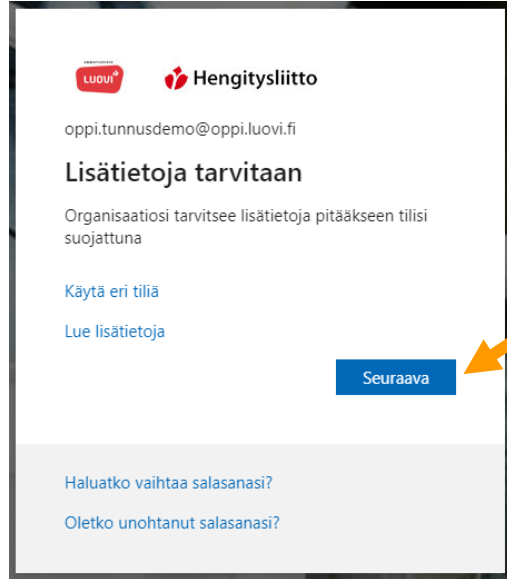 LUOVI
Hengitysliitto
oppi.tunnusdemo@oppi.luovi.fi
Lisätietoja tarvitaan
Organisaatiosi tarvitsee lisätietoja pitääkseen tilisi
suojattuna
Käytä eri tiliä
Lue lisätietoja
Seuraava
Haluatko vaihtaa salasanasi?
Oletko unohtanut salasanasi?